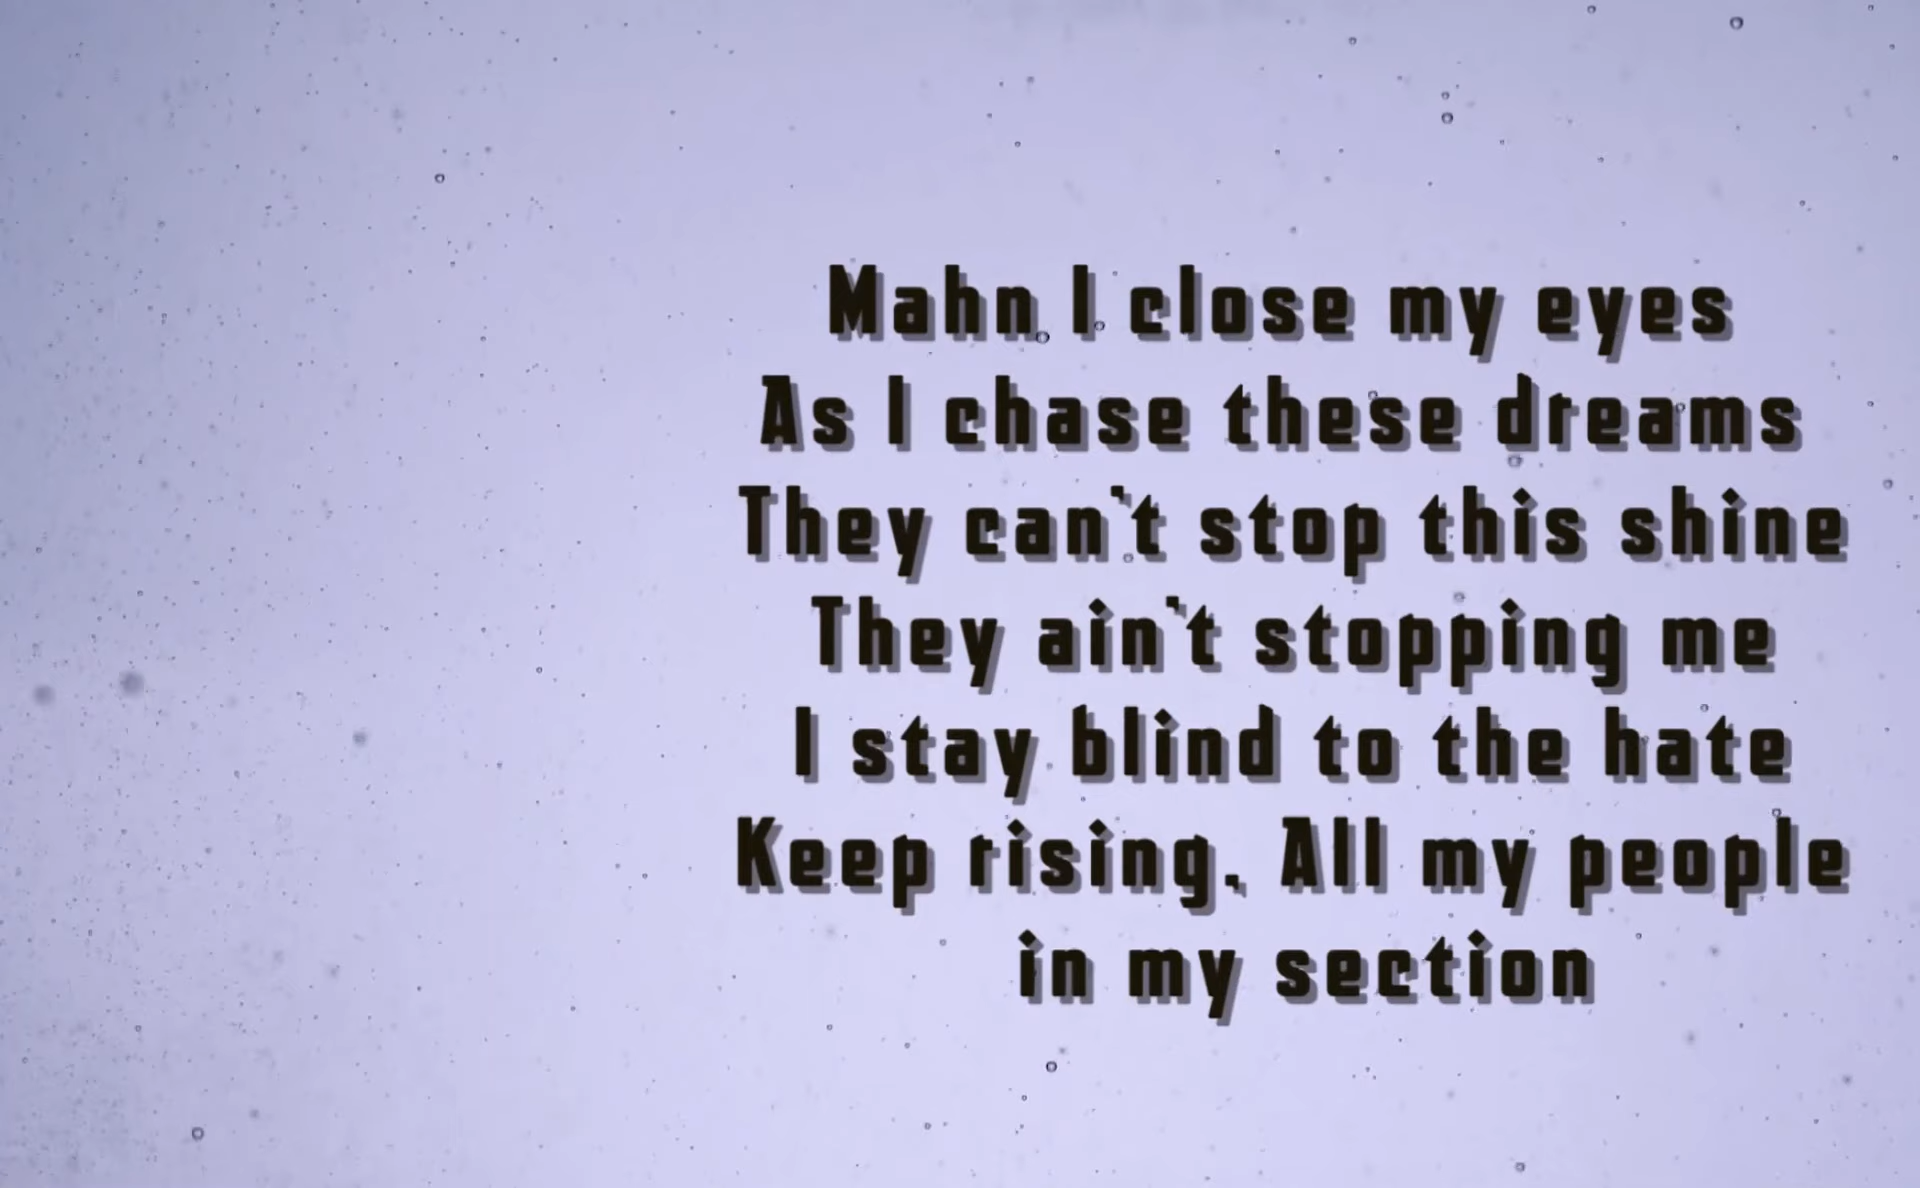 Mahn I close my eyes
As I chase these dreams
They can't stop this shine
They ain't stopping me
I stay blind to the hate
Keep rising. All my people
in my section